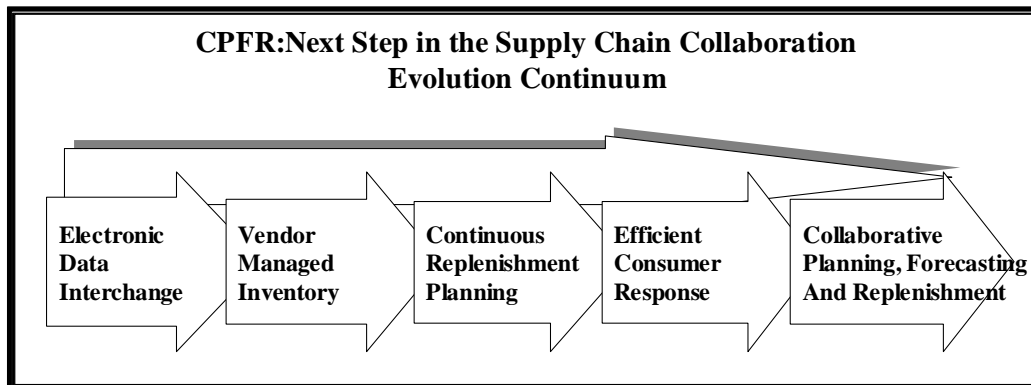 CPFR:Next Step in the Supply Chain Collaboration
Evolution Continuum
Electronic
Data
Interchange
Vendor
Managed
Inventory
Continuous
Replenishment
Planning
Efficient
Consumer
Response
Collaborative
Planning, Forecasting
And Replenishment